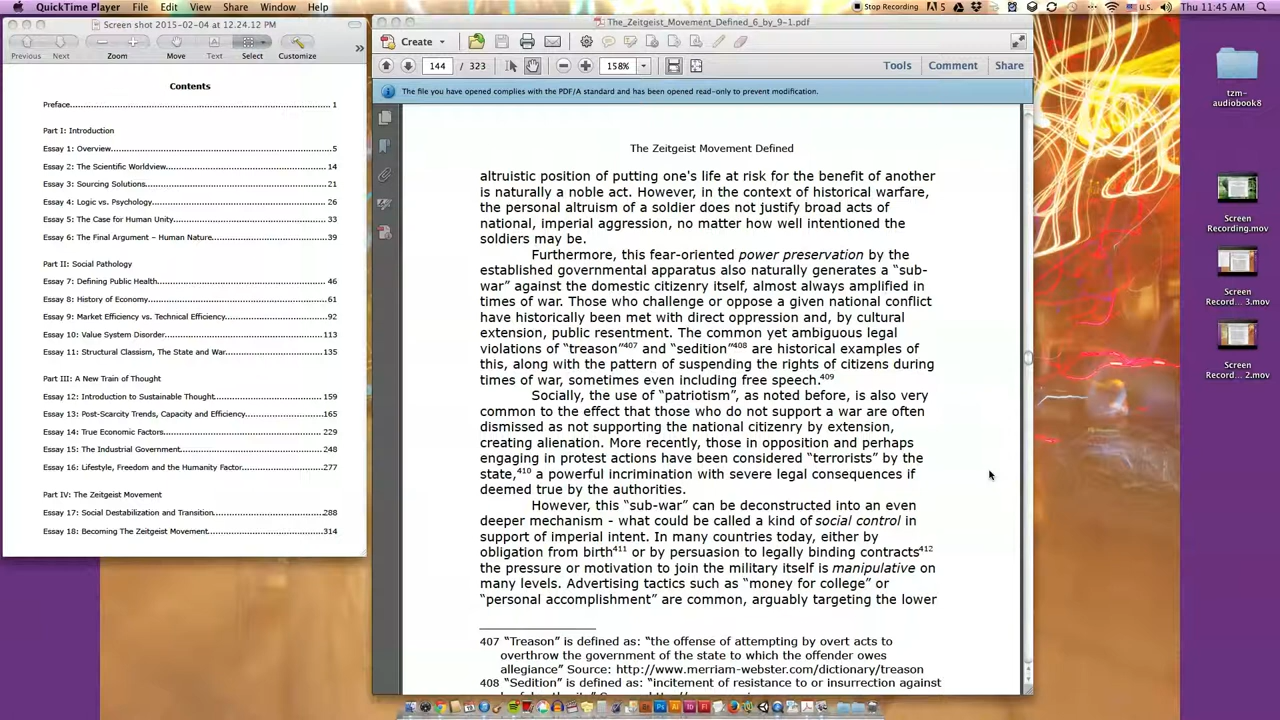 QuickTime Player File Edit View Share Window Help
Stop Recording
5
U.S.
Thu 11:45 AM
Screen shot 2015-02-04 at 12.24.12 PM
Previous Next Zoom Move Text Select Customize
Contents
Preface 1
Part I: Introduction
Essay 1: Overview 5
Essay 2: The Scientific Worldview 14
Essay 3: Sourcing Solutions 21
Essay 4: Logic vs. Psychology 26
Essay 5: The Case for Human Unity 33
Essay 6: The Final Argument – Human Nature 39
Part II: Social Pathology
Essay 7: Defining Public Health 46
Essay 8: History of Economy 61
Essay 9: Market Efficiency vs. Technical Efficiency 92
Essay 10: Value System Disorder 113
Essay 11: Structural Classism, The State and War 135
Part III: A New Train of Thought
Essay 12: Introduction to Sustainable Thought 159
Essay 13: Post-Scarcity Trends, Capacity and Efficiency 165
Essay 14: True Economic Factors 229
Essay 15: The Industrial Government 248
Essay 16: Lifestyle, Freedom and the Humanity Factor 277
Part IV: The Zeitgeist Movement
Essay 17: Social Destabilization and Transition 288
Essay 18: Becoming The Zeitgeist Movement 314
The_Zeitgeist_Movement_Defined_6_by_9-1.pdf
Create
144 / 323
158%
Tools Comment Share
The file you have opened complies with the PDF/A standard and has been opened read-only to prevent modification.
The Zeitgeist Movement Defined
altruistic position of putting one's life at risk for the benefit of another
is naturally a noble act. However, in the context of historical warfare,
the personal altruism of a soldier does not justify broad acts of
national, imperial aggression, no matter how well intentioned the
soldiers may be.
Furthermore, this fear-oriented power preservation by the
established governmental apparatus also naturally generates a “sub-
war” against the domestic citizenry itself, almost always amplified in
times of war. Those who challenge or oppose a given national conflict
have historically been met with direct oppression and, by cultural
extension, public resentment. The common yet ambiguous legal
violations of “treason”407 and “sedition”408 are historical examples of
this, along with the pattern of suspending the rights of citizens during
times of war, sometimes even including free speech.409
Socially, the use of “patriotism”, as noted before, is also very
common to the effect that those who do not support a war are often
dismissed as not supporting the national citizenry by extension,
creating alienation. More recently, those in opposition and perhaps
engaging in protest actions have been considered “terrorists” by the
state,410 a powerful incrimination with severe legal consequences if
deemed true by the authorities.
However, this “sub-war” can be deconstructed into an even
deeper mechanism - what could be called a kind of social control in
support of imperial intent. In many countries today, either by
obligation from birth411 or by persuasion to legally binding contracts412
the pressure or motivation to join the military itself is manipulative on
many levels. Advertising tactics such as “money for college” or
“personal accomplishment” are common, arguably targeting the lower
407 “Treason” is defined as: “the offense of attempting by overt acts to
overthrow the government of the state to which the offender owes
allegiance” Source: http://www.merriam-webster.com/dictionary/treason
408 “Sedition” is defined as: “incitement of resistance to or insurrection against
tzm-
audiobook8
Screen
Recording.mov
Screen
Record... 3.mov
Screen
Record... 2.mov